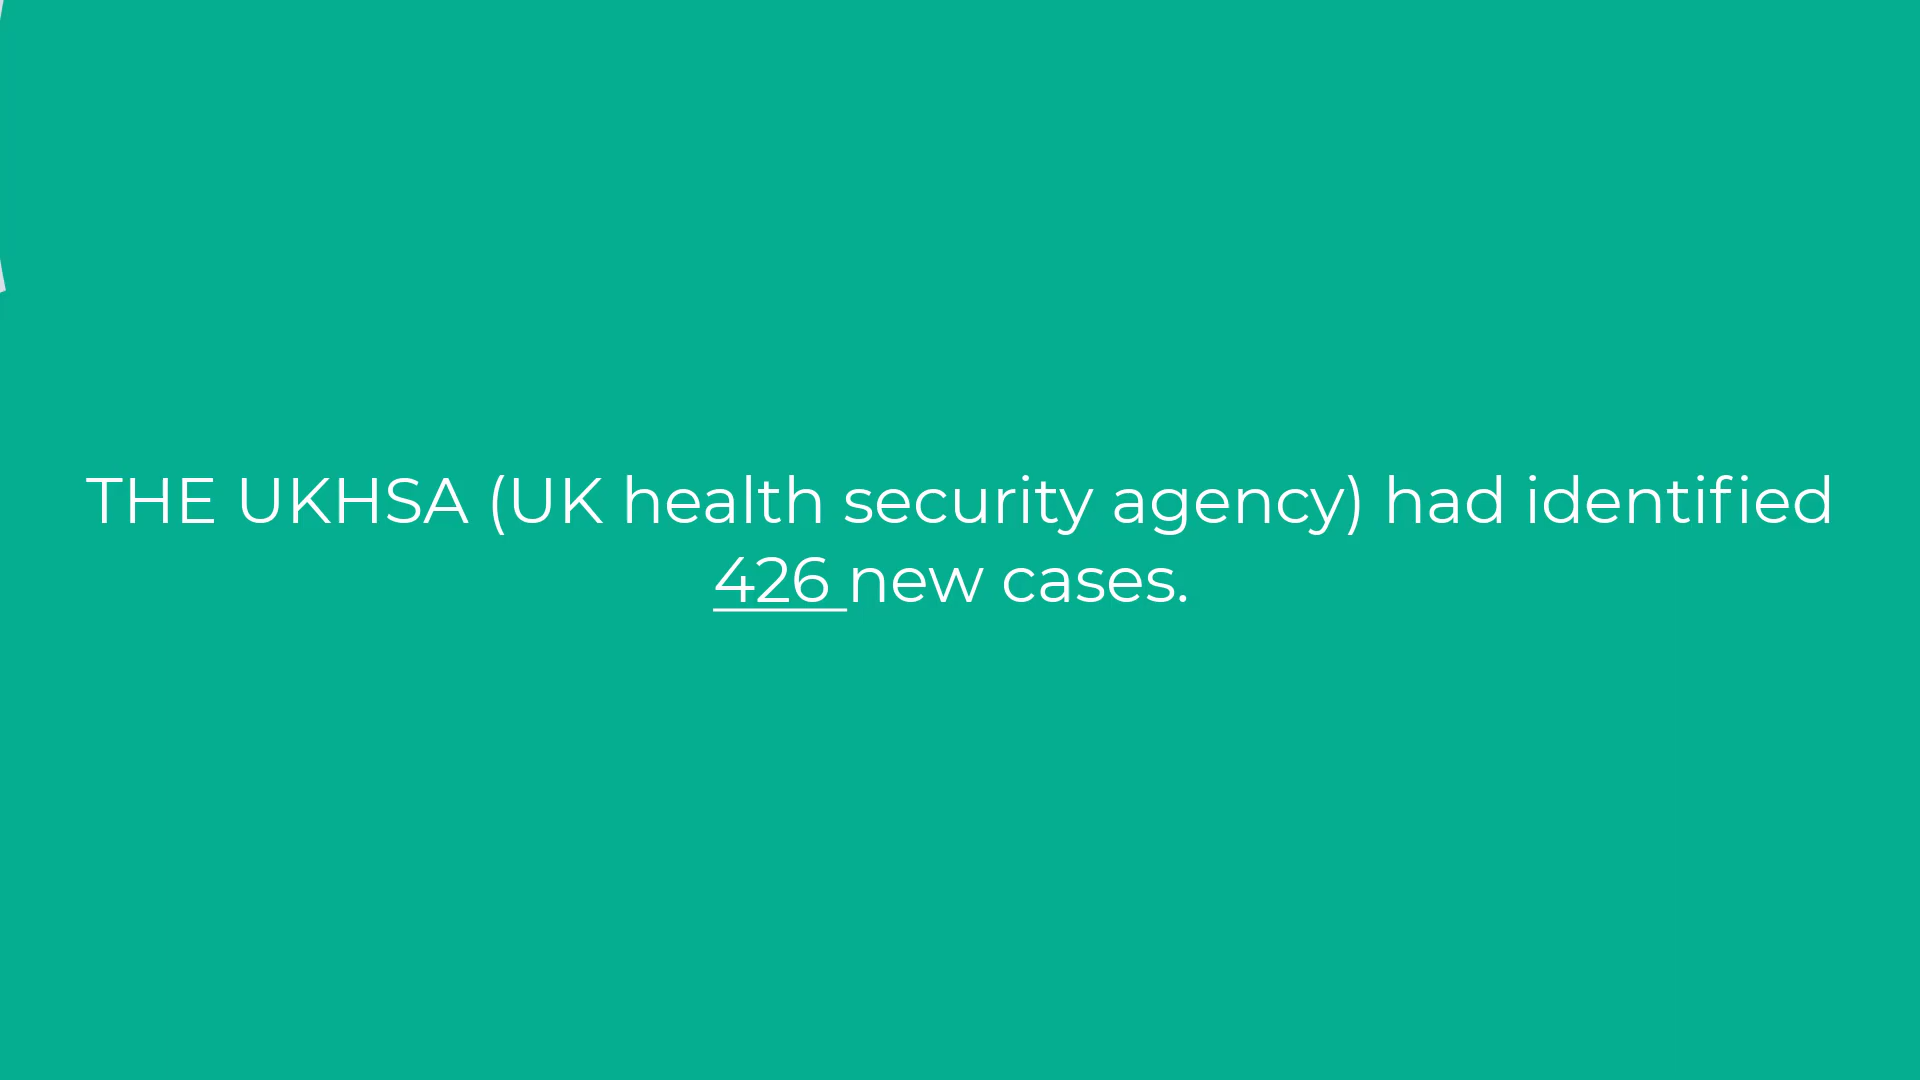 THE UKHSA (UK health security agency) had identified
426 new cases.